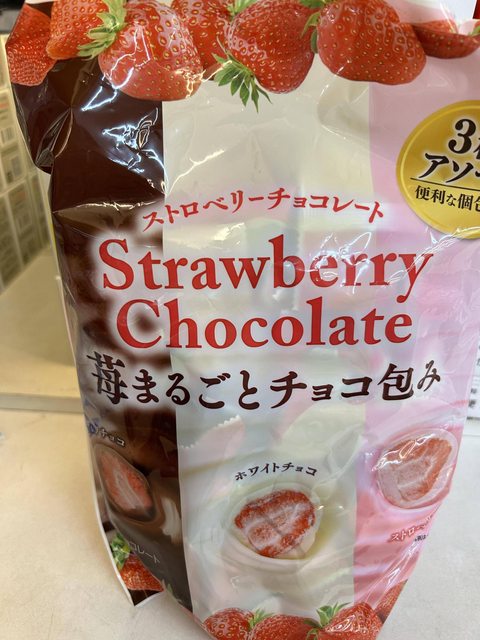 3
アソ
便利な個包
ストロベリーチョコレート
Strawberry
Chocolate
苺まるごとチョコ包み
チョコ
ホワイトチョコ
ストロベリ
コレート